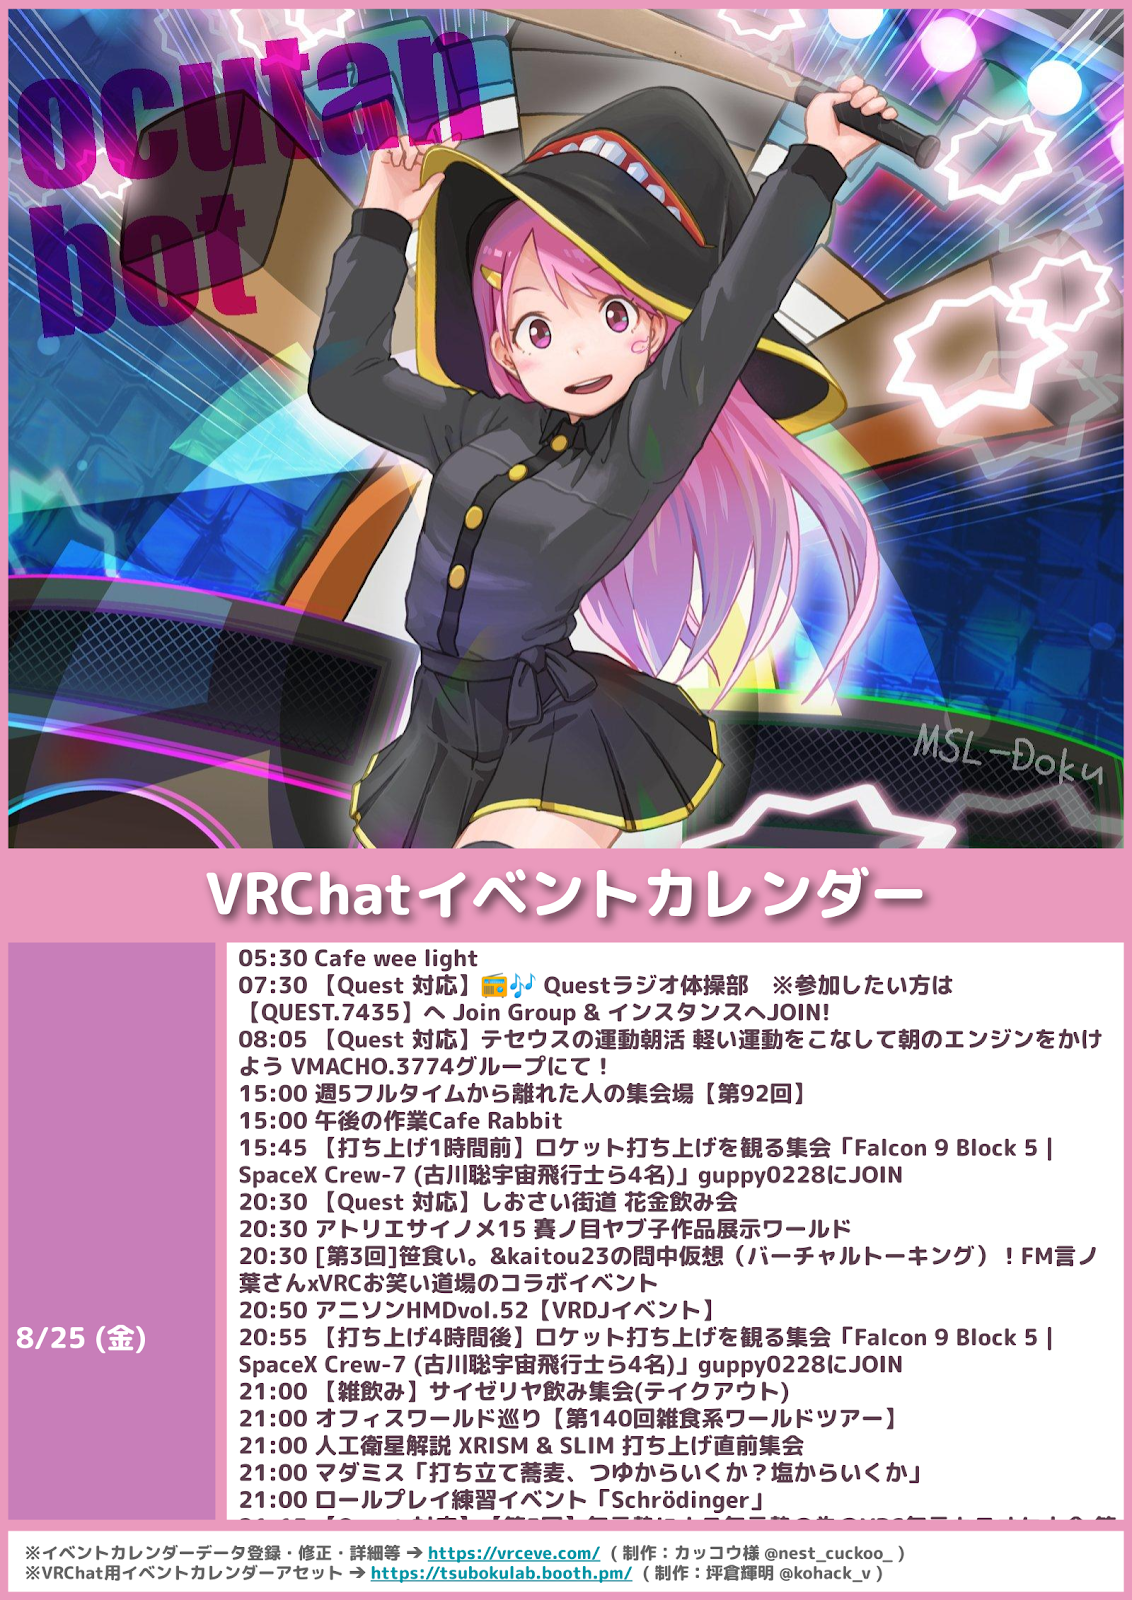 ocutan
bot
MSL-Doku
VRChatイベントカレンダー
8/25 (金)
05:30 Cafe wee light
07:30 【Quest 対応】📻🎶 Questラジオ体操部　※参加したい方は
【QUEST.7435】へ Join Group & インスタンスへJOIN!
08:05 【Quest 対応】テセウスの運動朝活 軽い運動をこなして朝のエンジンをかけ
よう VMACHO.3774グループにて！
15:00 週5フルタイムから離れた人の集会場【第92回】
15:00 午後の作業Cafe Rabbit
15:45 【打ち上げ1時間前】ロケット打ち上げを観る集会「Falcon 9 Block 5 |
SpaceX Crew-7 (古川聡宇宙飛行士ら4名)」guppy0228にJOIN
20:30 【Quest 対応】しおさい街道 花金飲み会
20:30 アトリエサイノメ15 賽ノ目ヤブ子作品展示ワールド
20:30 [第3回]笹食い。&kaitou23の問中仮想（バーチャルトーキング）！FM言ノ
葉さんxVRCお笑い道場のコラボイベント
20:50 アニソンHMDvol.52【VRDJイベント】
20:55 【打ち上げ4時間後】ロケット打ち上げを観る集会「Falcon 9 Block 5 |
SpaceX Crew-7 (古川聡宇宙飛行士ら4名)」guppy0228にJOIN
21:00 【雑飲み】サイゼリヤ飲み集会(テイクアウト)
21:00 オフィスワールド巡り【第140回雑食系ワールドツアー】
21:00 人工衛星解説 XRISM & SLIM 打ち上げ直前集会
21:00 マダミス「打ち立て蕎麦、つゆからいくか？塩からいくか」
21:00 ロールプレイ練習イベント「Schrödinger」
※イベントカレンダーデータ登録・修正・詳細等 ➔ https://vrceve.com/ （制作：カッコウ様 @nest_cuckoo_ ）
※VRChat用イベントカレンダーアセット ➔ https://tsubokulab.booth.pm/ （制作：坪倉輝明 @kohack_v ）